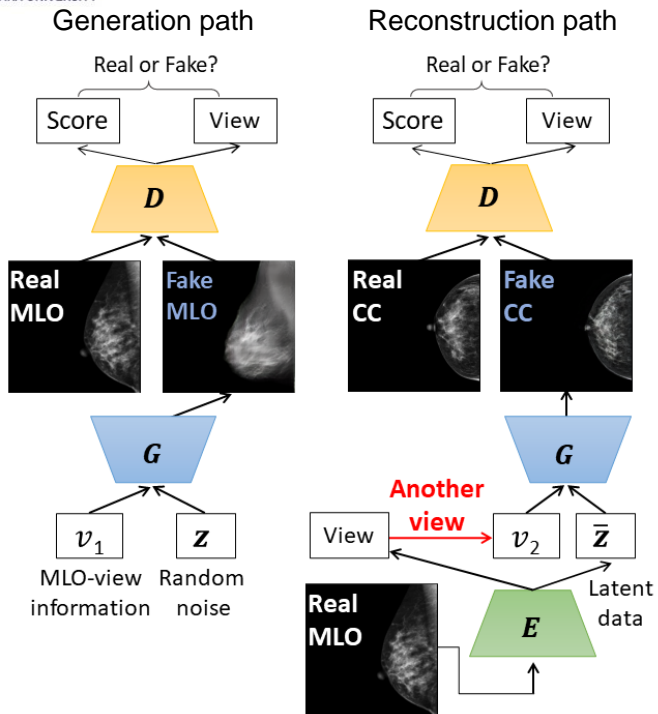 Generation path
Real or Fake?
Score
View
D
Real
MLO
Fake
MLO
G
v₁
z
MLO-view
information
Random
noise
Reconstruction path
Real or Fake?
Score
View
D
Real
CC
Fake
CC
G
Another
view
View
v₂
z̄
Latent
data
Real
MLO
E